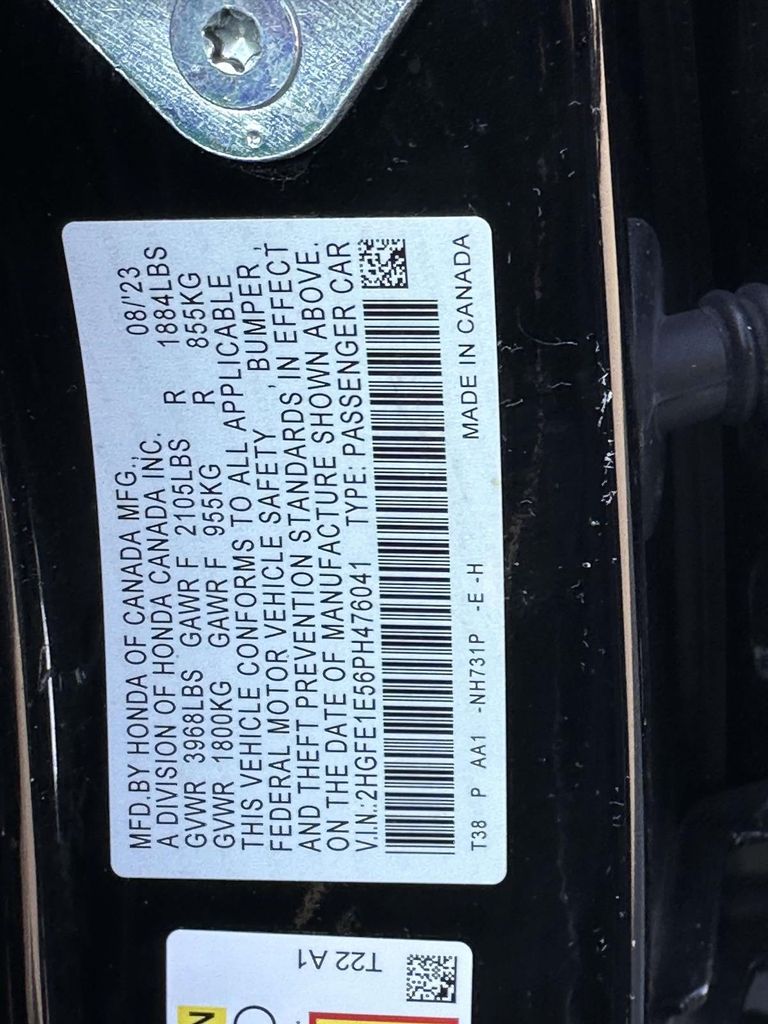 MFD.BY HONDA OF CANADA MFG., 08/'23
A DIVISION OF HONDA CANADA INC.
GVWR 3968LBS GAWR F 2105LBS R 1884LBS
GVWR 1800KG GAWR F 955KG R 855KG
THIS VEHICLE CONFORMS TO ALL APPLICABLE
FEDERAL MOTOR VEHICLE SAFETY, BUMPER,
AND THEFT PREVENTION STANDARDS IN EFFECT
ON THE DATE OF MANUFACTURE SHOWN ABOVE.
V.I.N.:2HGFE1E56PH476041 TYPE: PASSENGER CAR
T38 P AA1 -NH731P -E -H MADE IN CANADA
T22 A1